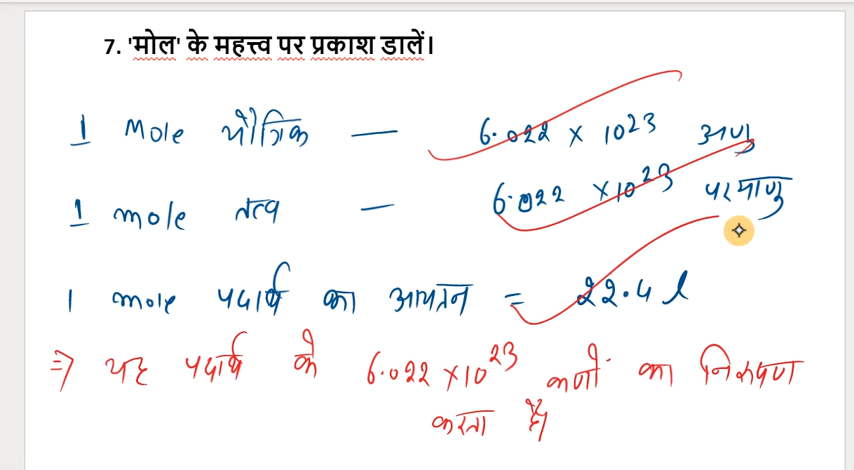 7. 'मोल' के महत्त्व पर प्रकाश डालें।
1 Mole यौगिक — 6.022 × 10²³ अणु
1 mole तत्व — 6.022 × 10²³ परमाणु
1 mole पदार्थ का आयतन = 22.4 l
⇒ यह पदार्थ के 6.022 × 10²³ कणों का निरूपण
करता है।